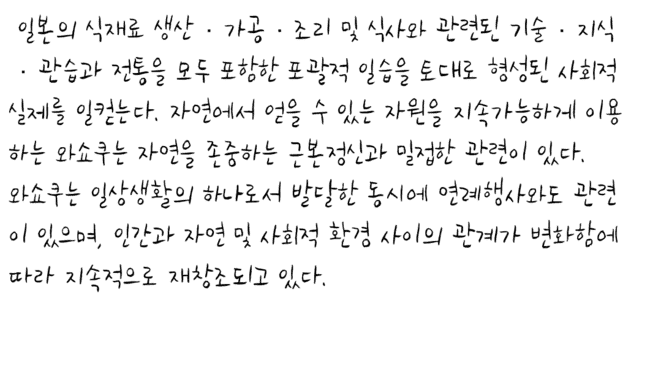 일본의 식재료 생산 · 가공 · 조리 및 식사와 관련된 기술 · 지식
· 관습과 전통을 모두 포함한 포괄적 일습을 토대로 형성된 사회적
실제를 일컫는다. 자연에서 얻을 수 있는 자원을 지속가능하게 이용
하는 와쇼쿠는 자연을 존중하는 근본정신과 밀접한 관련이 있다.
와쇼쿠는 일상생활의 하나로서 발달한 동시에 연례행사와도 관련
이 있으며, 인간과 자연 및 사회적 환경 사이의 관계가 변화함에
따라 지속적으로 재창조되고 있다.